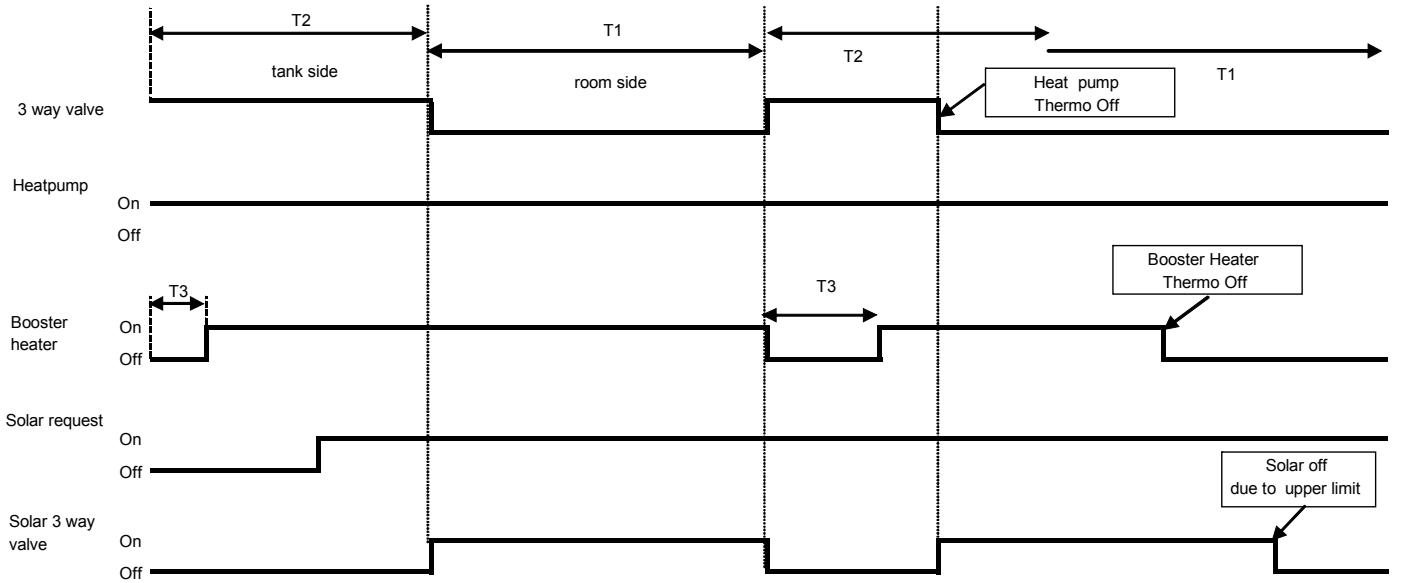 T2
T1
T2
T1
tank side
room side
Heat pump
Thermo Off
3 way valve
Heatpump
On
Off
Booster Heater
Thermo Off
T3
T3
Booster
heater
On
Off
Solar request
On
Off
Solar off
due to upper limit
Solar 3 way
valve
On
Off